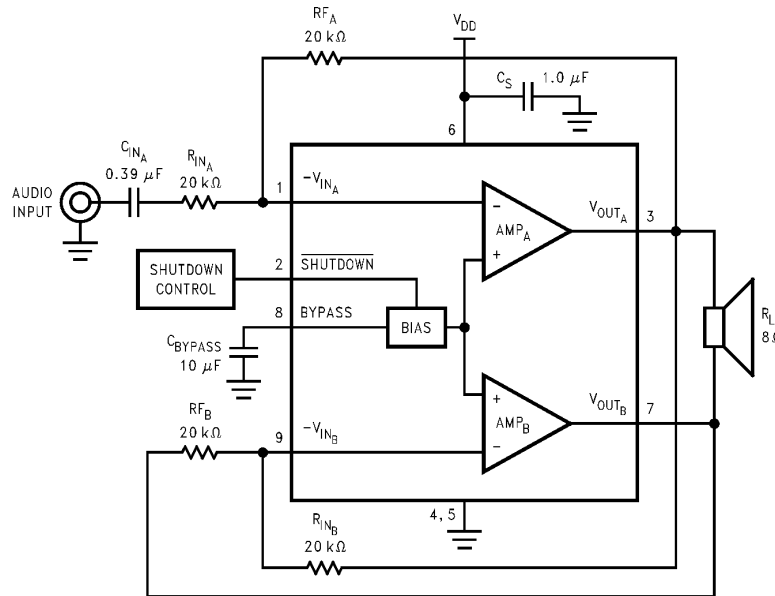 RF_A
20 kΩ
V_DD
C_S
1.0 μF
6
C_IN_A
0.39 μF
R_IN_A
20 kΩ
AUDIO
INPUT
1
-V_IN_A
-
AMP_A
+
V_OUT_A
3
2
SHUTDOWN
SHUTDOWN
CONTROL
8
BYPASS
BIAS
C_BYPASS
10 μF
R_L
8Ω
+
AMP_B
-
V_OUT_B
7
RF_B
20 kΩ
9
-V_IN_B
4, 5
R_IN_B
20 kΩ